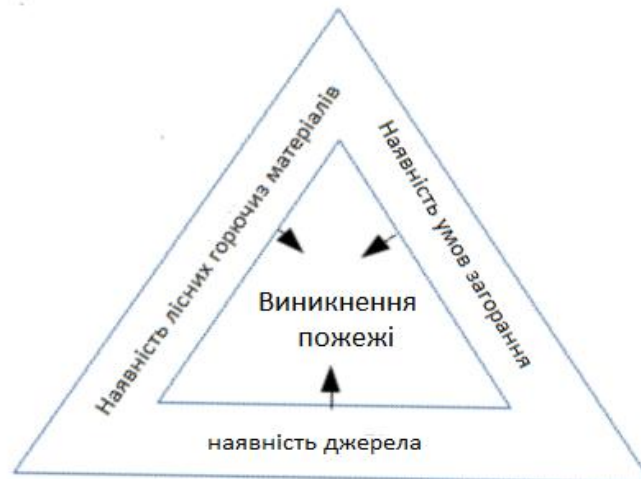 Наявність лісних горючиз матеріалів
Наявність умов загорання
Виникнення
пожежі
наявність джерела